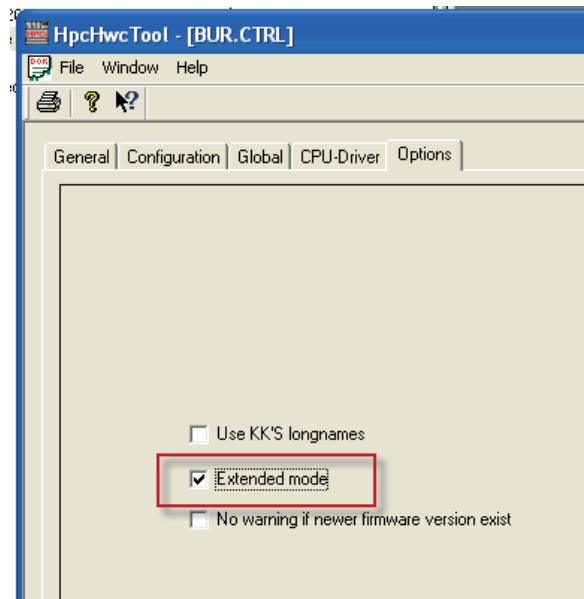 HpcHwcTool - [BUR.CTRL]
File Window Help
General Configuration Global CPU-Driver Options
Use KK'S longnames
Extended mode
No warning if newer firmware version exist